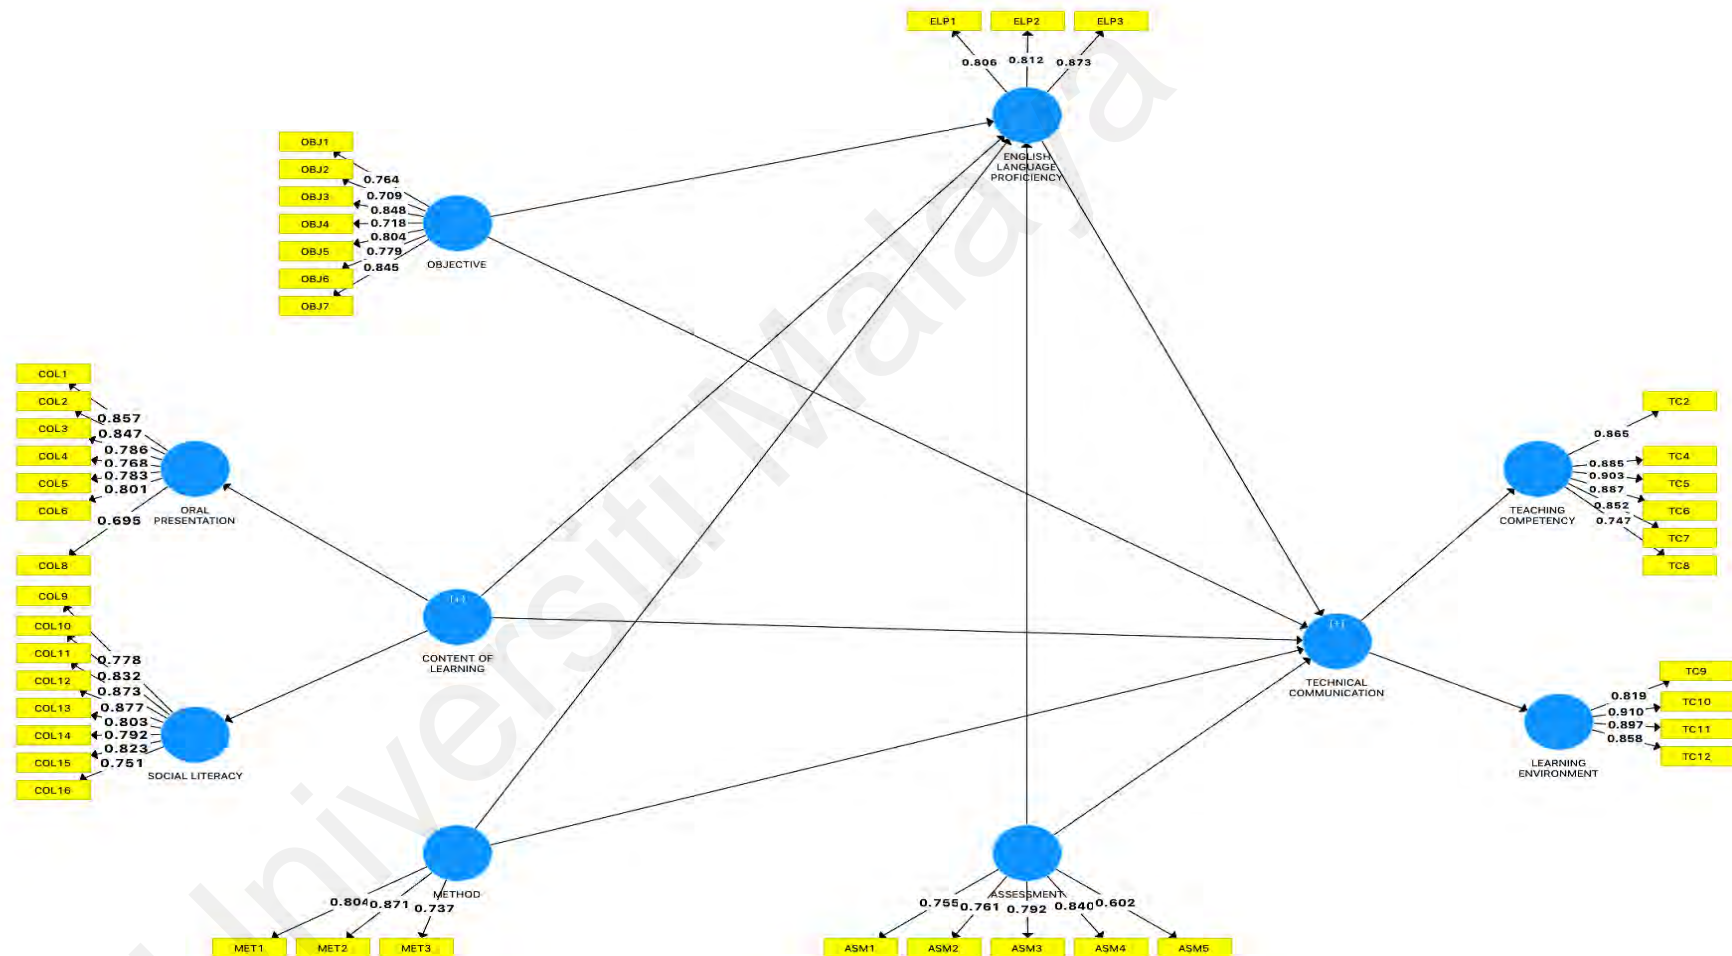 ELP1 ELP2 ELP3
0.806 0.812 0.873
ENGLISH
LANGUAGE
PROFICIENCY
OBJ1
OBJ2
OBJ3
OBJ4
OBJ5
OBJ6
OBJ7
0.764
0.709
0.848
0.718
0.804
0.779
0.845
OBJECTIVE
COL1
COL2
COL3
COL4
COL5
COL6
COL8
0.857
0.847
0.786
0.768
0.783
0.801
0.695
ORAL
PRESENTATION
COL9
COL10
COL11
COL12
COL13
COL14
COL15
COL16
0.778
0.832
0.873
0.877
0.803
0.792
0.823
0.751
SOCIAL LITERACY
[+]
CONTENT OF
LEARNING
METHOD
0.804 0.871 0.737
MET1 MET2 MET3
ASSESSMENT
0.755 0.761 0.792 0.840 0.602
ASM1 ASM2 ASM3 ASM4 ASM5
[+]
TECHNICAL
COMMUNICATION
TC2
TC4
TC5
TC6
TC7
TC8
0.865
0.885
0.903
0.887
0.852
0.747
TEACHING
COMPETENCY
TC9
TC10
TC11
TC12
0.819
0.910
0.897
0.858
LEARNING
ENVIRONMENT
Universiti Malaya